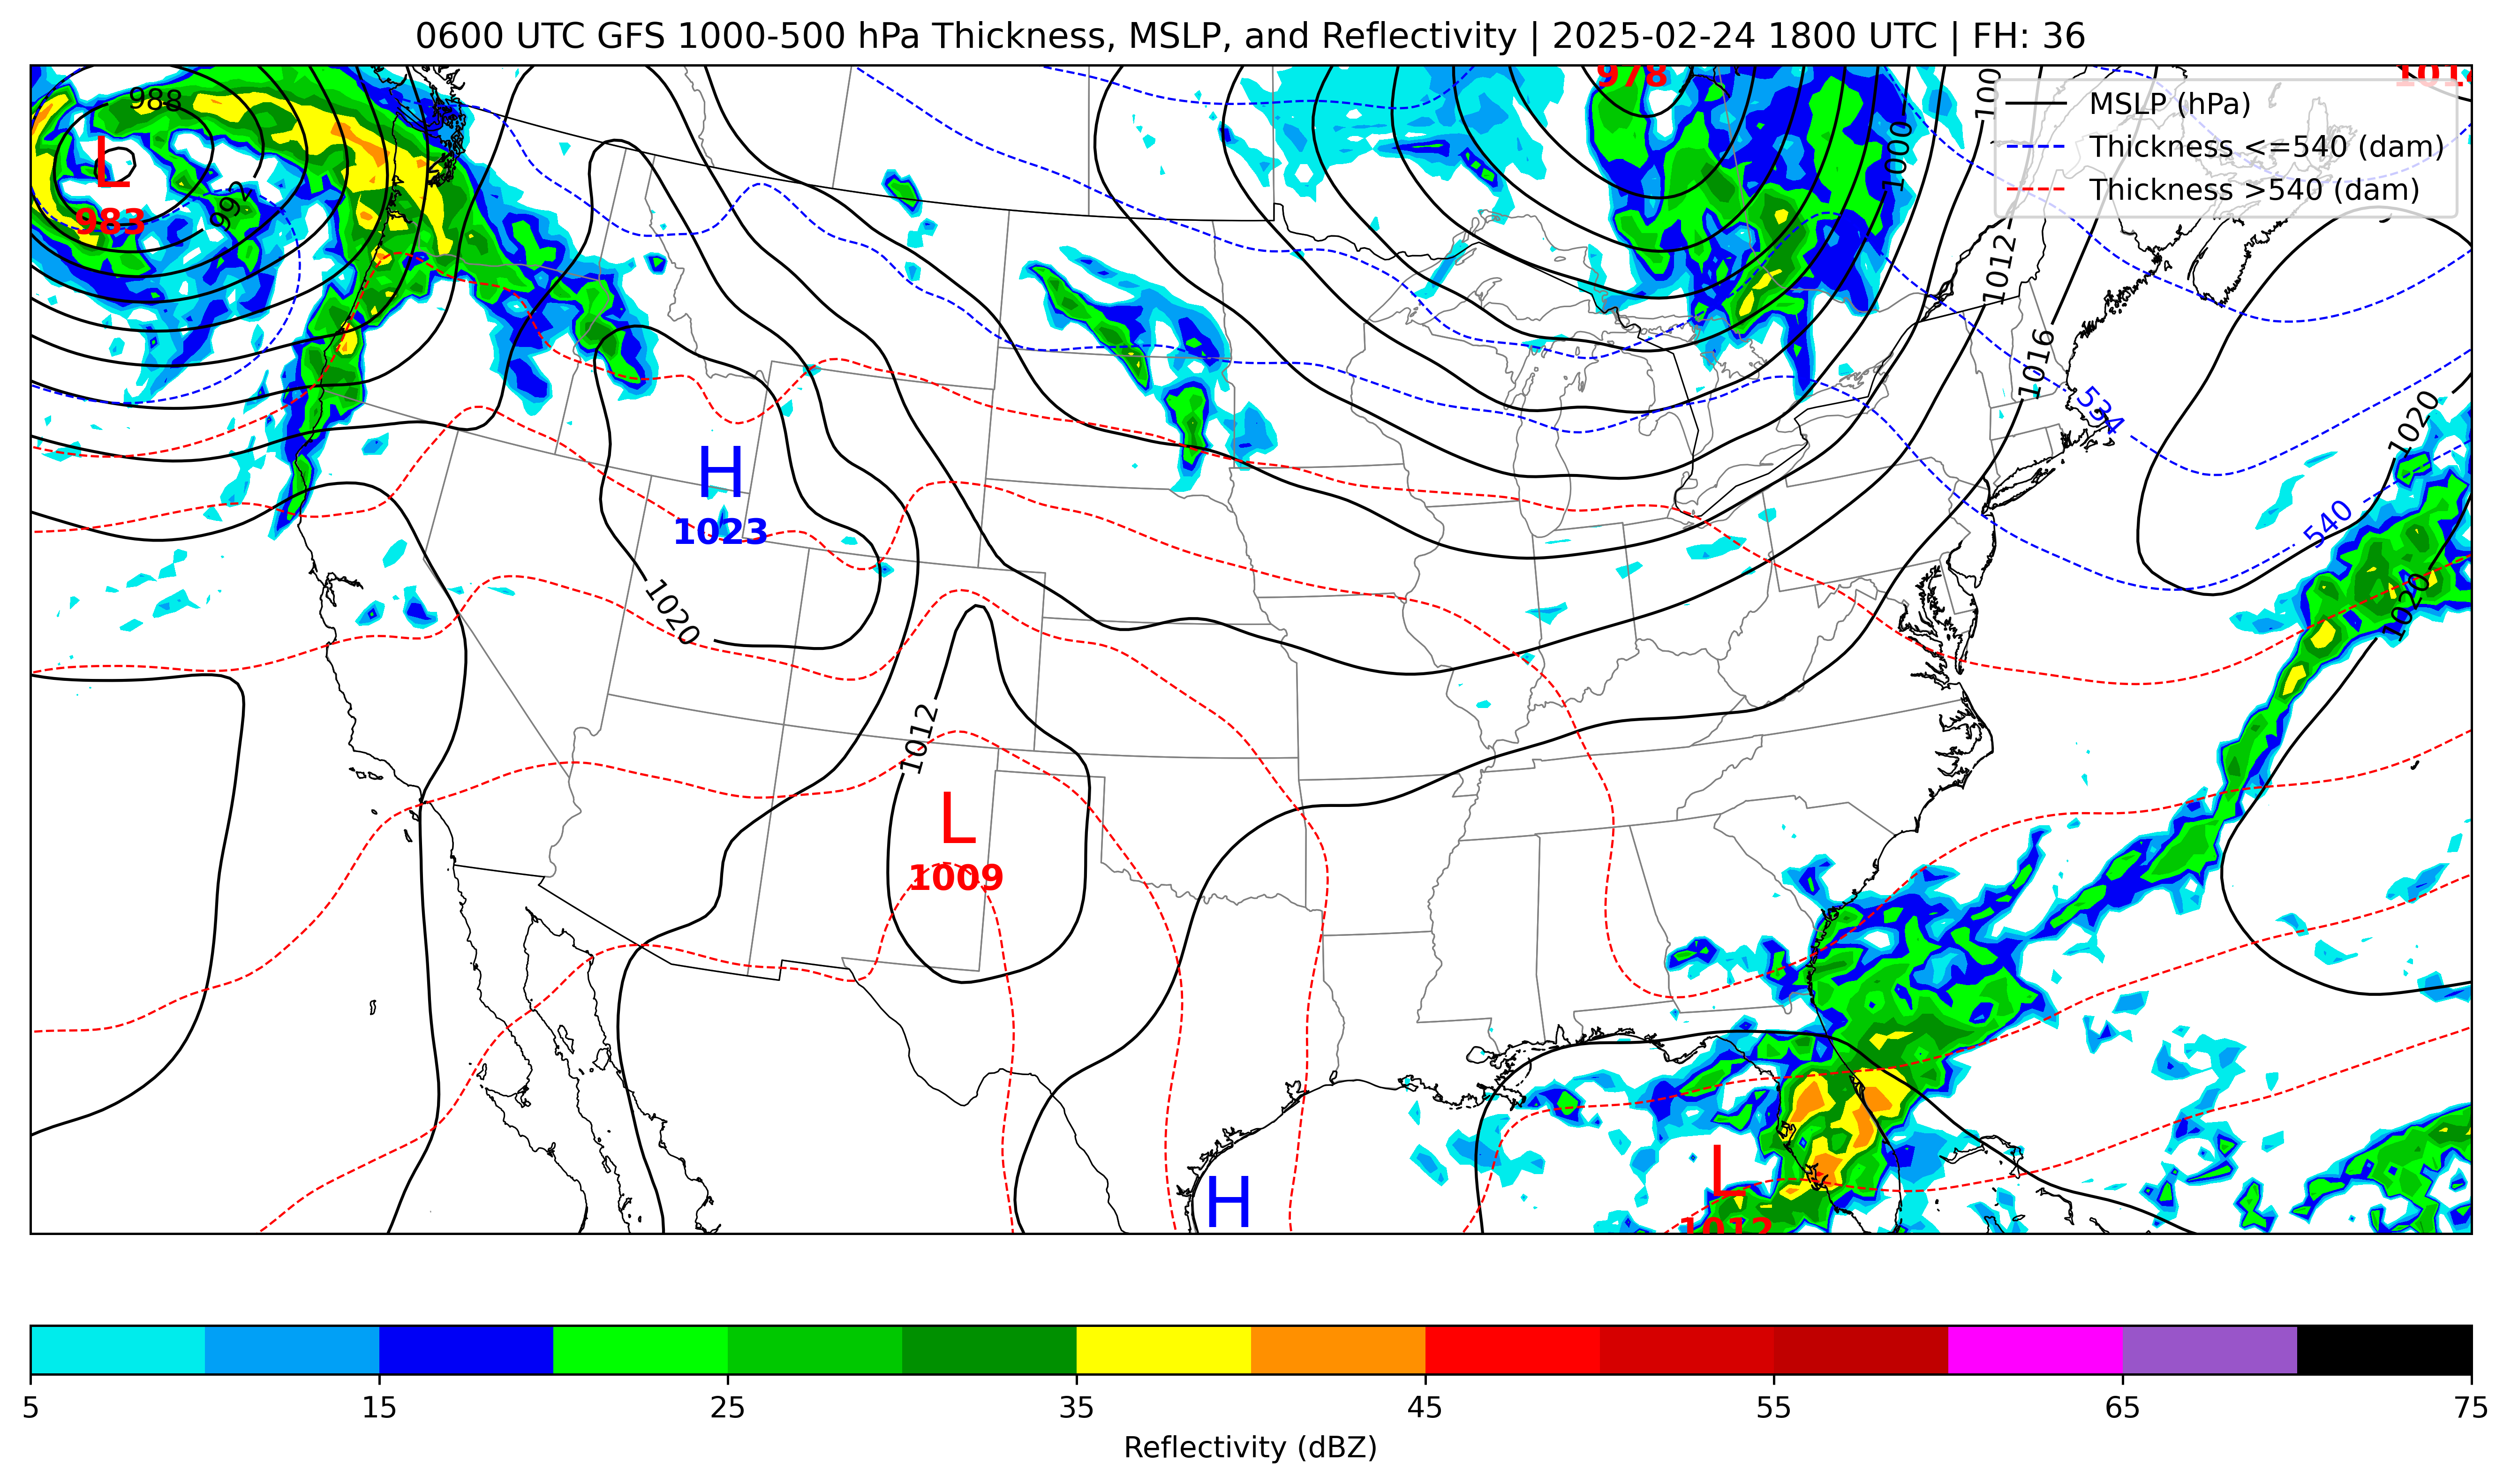 0600 UTC GFS 1000-500 hPa Thickness, MSLP, and Reflectivity | 2025-02-24 1800 UTC | FH: 36
978
988
100
MSLP (hPa)
Thickness <=540 (dam)
Thickness >540 (dam)
1000
L
983
992
1012
1016
534
1020
H
1023
540
1020
1020
1012
L
1009
L
1012
H
5 15 25 35 45 55 65 75
Reflectivity (dBZ)